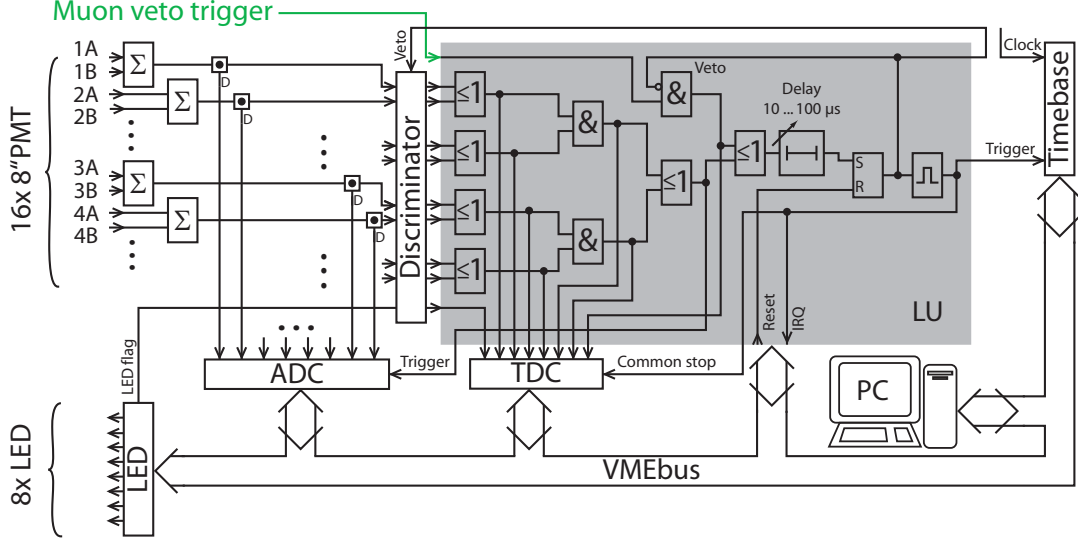 Muon veto trigger
1A
1B
2A
2B
3A
3B
4A
4B
16x 8“PMT
Σ
Σ
Σ
Σ
D
D
D
D
Veto
Discriminator
≤1
≤1
≤1
≤1
&
&
&
Veto
≤1
≤1
Delay
10 ... 100 µs
S
R
Clock
Timebase
Trigger
Reset
IRQ
LU
LED flag
ADC
Trigger
TDC
Common stop
PC
8x LED
LED
VMEbus